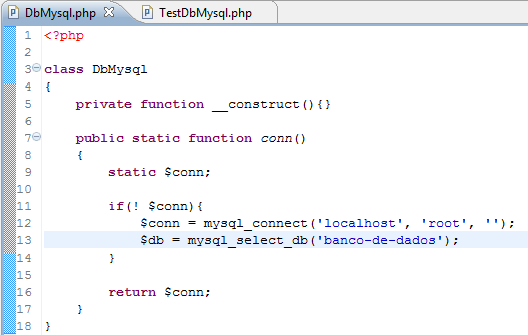 DbMysql.php TestDbMysql.php
1 <?php
2
3 class DbMysql
4 {
5 private function __construct(){}
6
7 public static function conn()
8 {
9 static $conn;
10
11 if(! $conn){
12 $conn = mysql_connect('localhost', 'root', '');
13 $db = mysql_select_db('banco-de-dados');
14 }
15
16 return $conn;
17 }
18 }